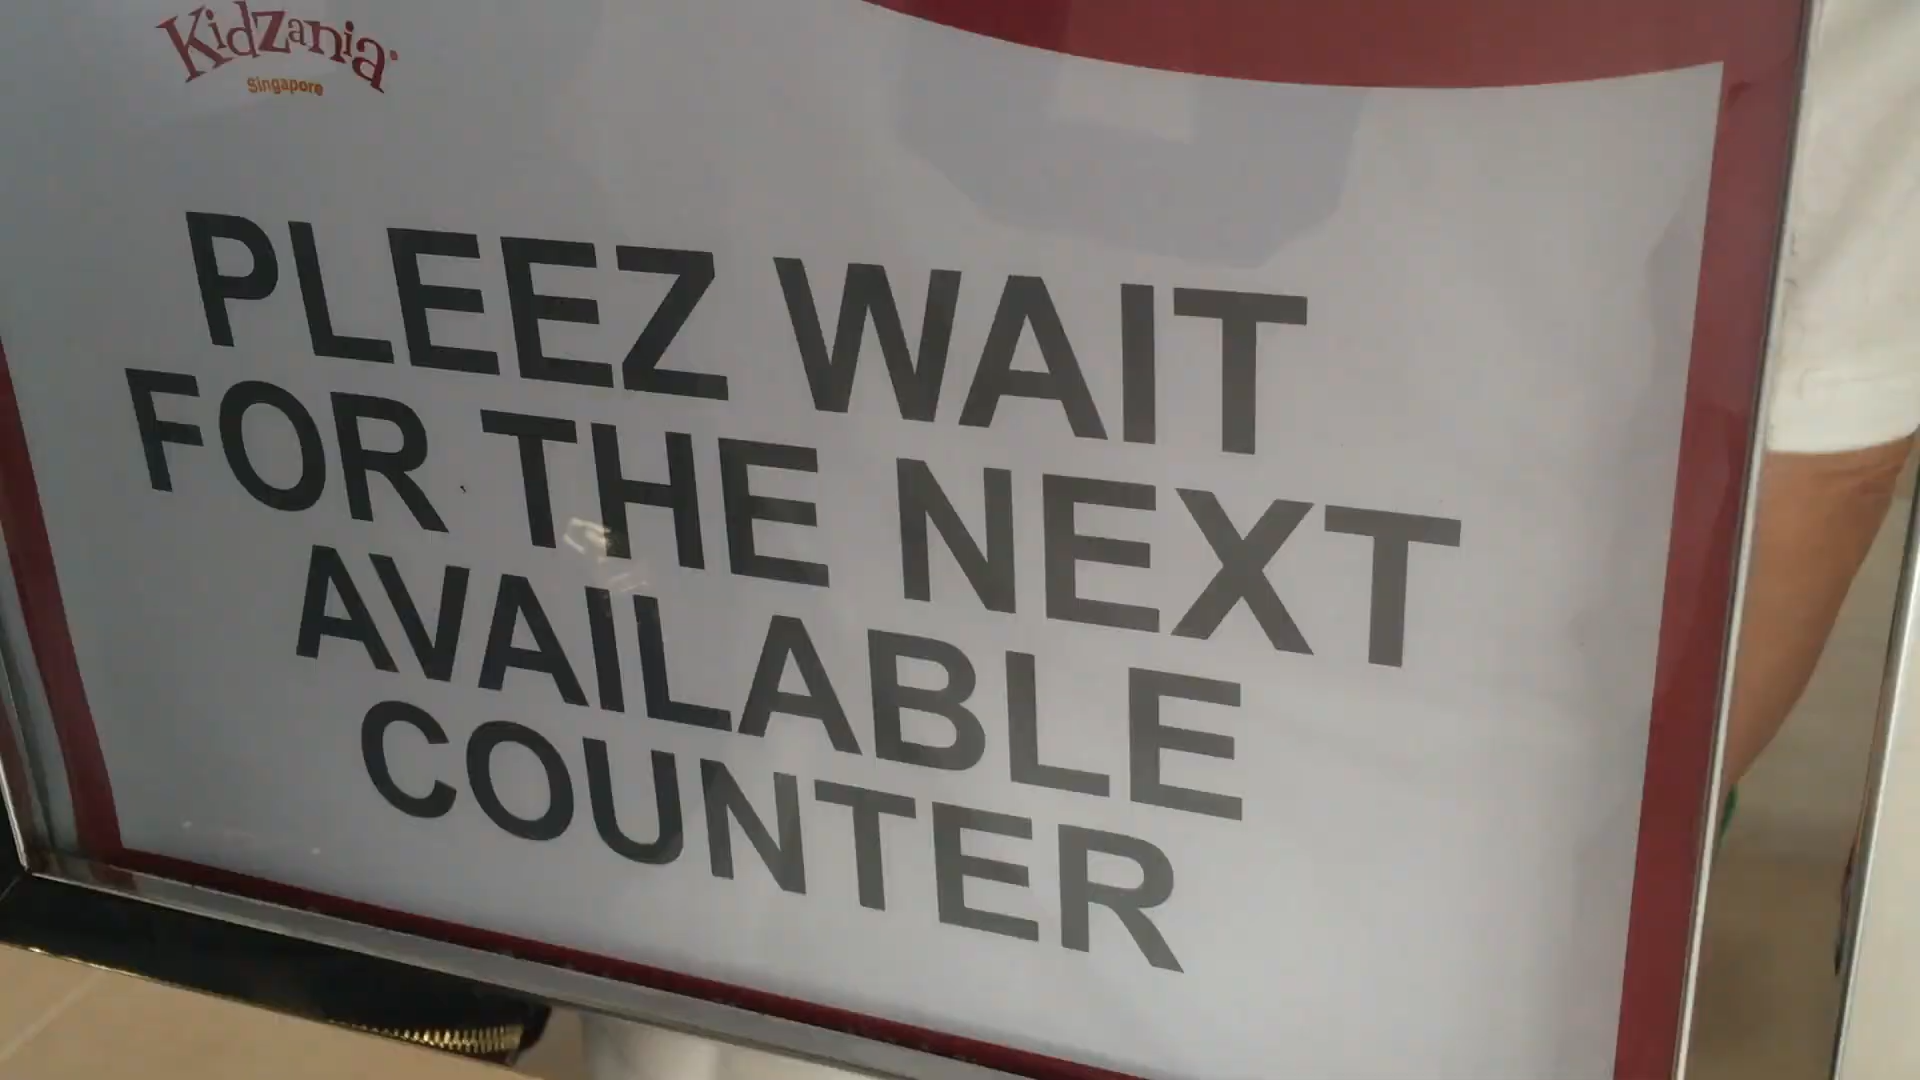 KidZania
Singapore
PLEEZ WAIT
FOR THE NEXT
AVAILABLE
COUNTER